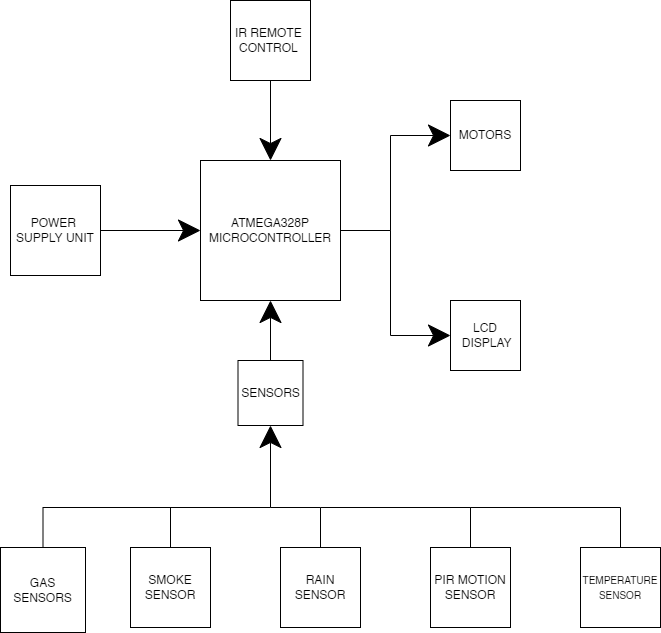 IR REMOTE
CONTROL
MOTORS
POWER
SUPPLY UNIT
ATMEGA328P
MICROCONTROLLER
LCD
DISPLAY
SENSORS
GAS
SENSORS
SMOKE
SENSOR
RAIN
SENSOR
PIR MOTION
SENSOR
TEMPERATURE
SENSOR